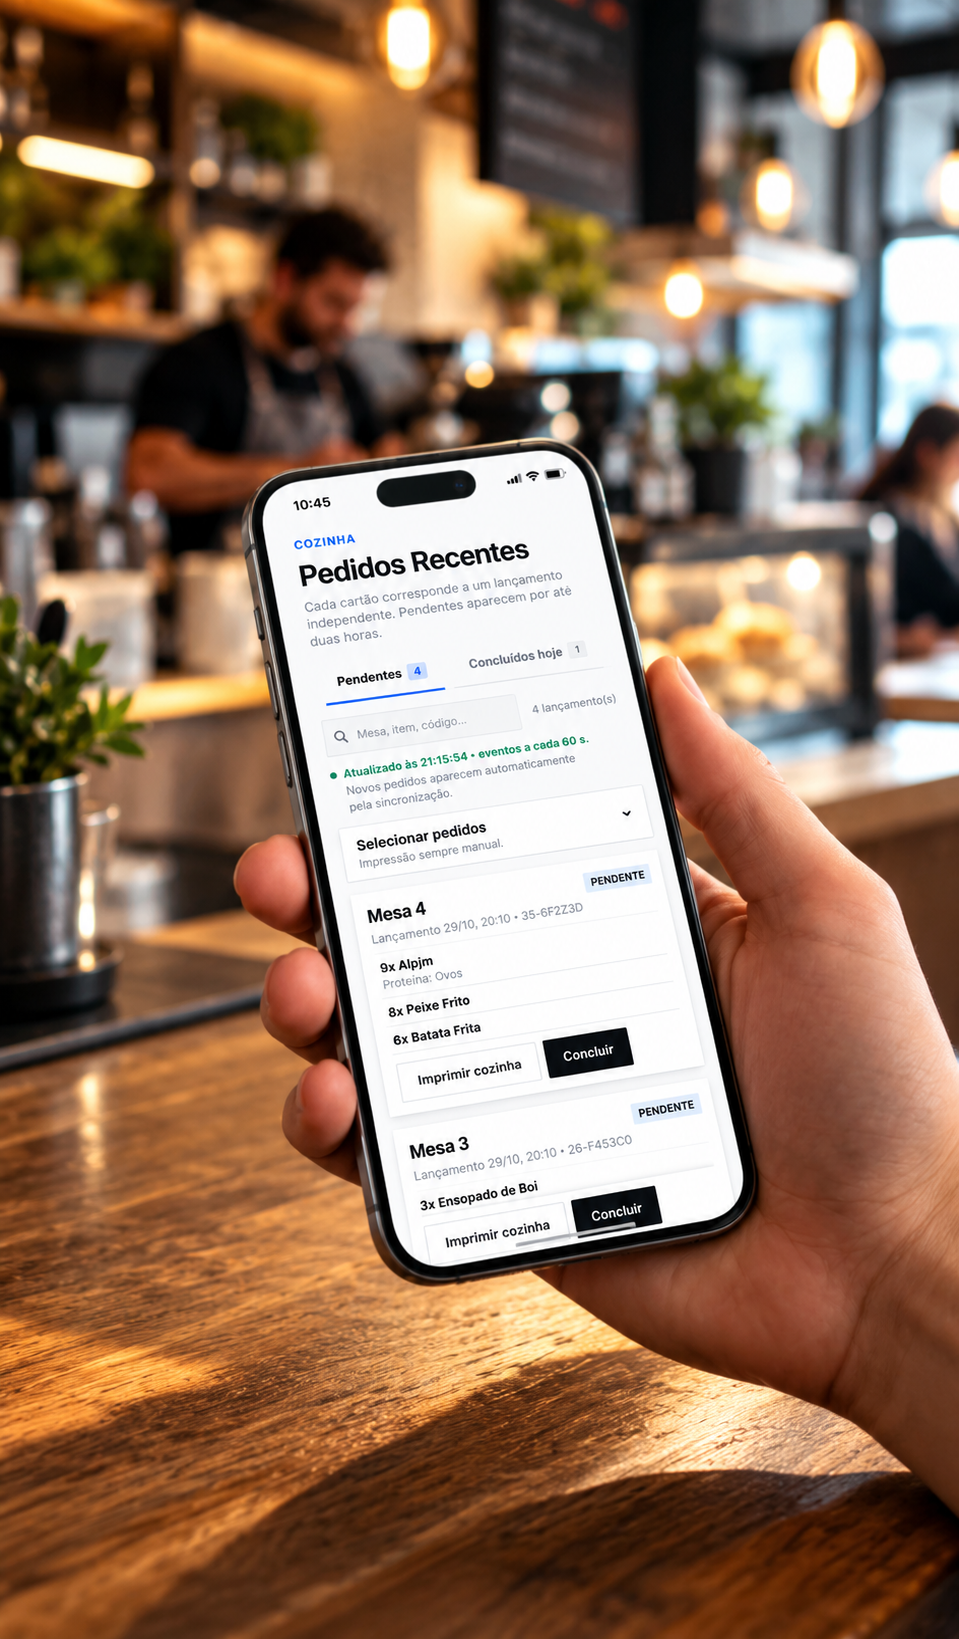 10:45
COZINHA
Pedidos Recentes
Cada cartão corresponde a um lançamento
independente. Pendentes aparecem por até
duas horas.
Pendentes 4
Concluídos hoje 1
Mesa, item, código...
4 lançamento(s)
Atualizado às 21:15:54 • eventos a cada 60 s.
Novos pedidos aparecem automaticamente
pela sincronização.
Selecionar pedidos
Impressão sempre manual.
Mesa 4
PENDENTE
Lançamento 29/10, 20:10 • 35-6F2Z3D
9x Alpjm
Proteina: Ovos
8x Peixe Frito
6x Batata Frita
Imprimir cozinha
Concluir
Mesa 3
PENDENTE
Lançamento 29/10, 20:10 • 26-F453C0
3x Ensopado de Boi
Imprimir cozinha
Concluir